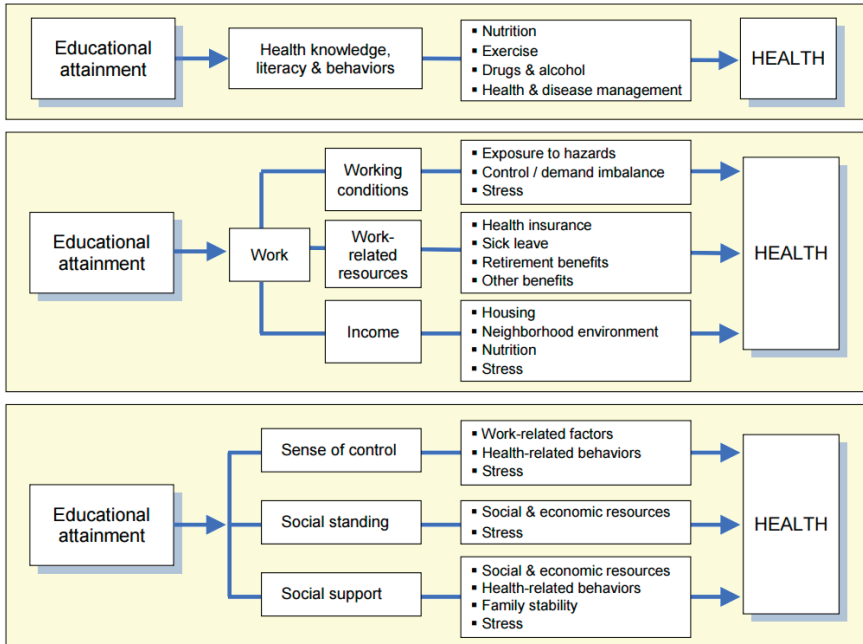 Educational
attainment
Health knowledge,
literacy & behaviors
▪ Nutrition
▪ Exercise
▪ Drugs & alcohol
▪ Health & disease management
HEALTH
Educational
attainment
Work
Working
conditions
▪ Exposure to hazards
▪ Control / demand imbalance
▪ Stress
Work-
related
resources
▪ Health insurance
▪ Sick leave
▪ Retirement benefits
▪ Other benefits
Income
▪ Housing
▪ Neighborhood environment
▪ Nutrition
▪ Stress
HEALTH
Educational
attainment
Sense of control
▪ Work-related factors
▪ Health-related behaviors
▪ Stress
Social standing
▪ Social & economic resources
▪ Stress
Social support
▪ Social & economic resources
▪ Health-related behaviors
▪ Family stability
▪ Stress
HEALTH